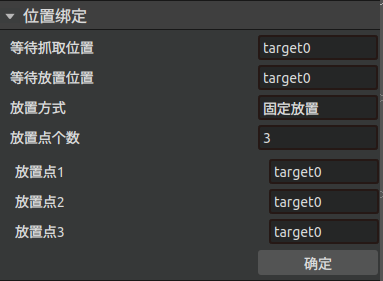 位置绑定
等待抓取位置 target0
等待放置位置 target0
放置方式 固定放置
放置点个数 3
放置点1 target0
放置点2 target0
放置点3 target0
确定